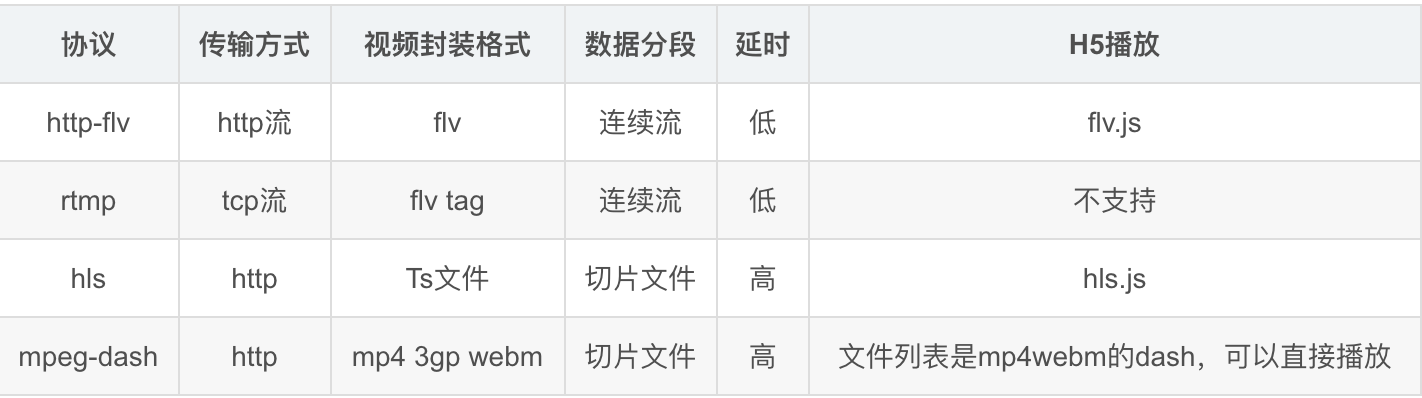 协议 传输方式 视频封装格式 数据分段 延时 H5播放
http-flv http流 flv 连续流 低 flv.js
rtmp tcp流 flv tag 连续流 低 不支持
hls http Ts文件 切片文件 高 hls.js
mpeg-dash http mp4 3gp webm 切片文件 高 文件列表是mp4webm的dash，可以直接播放